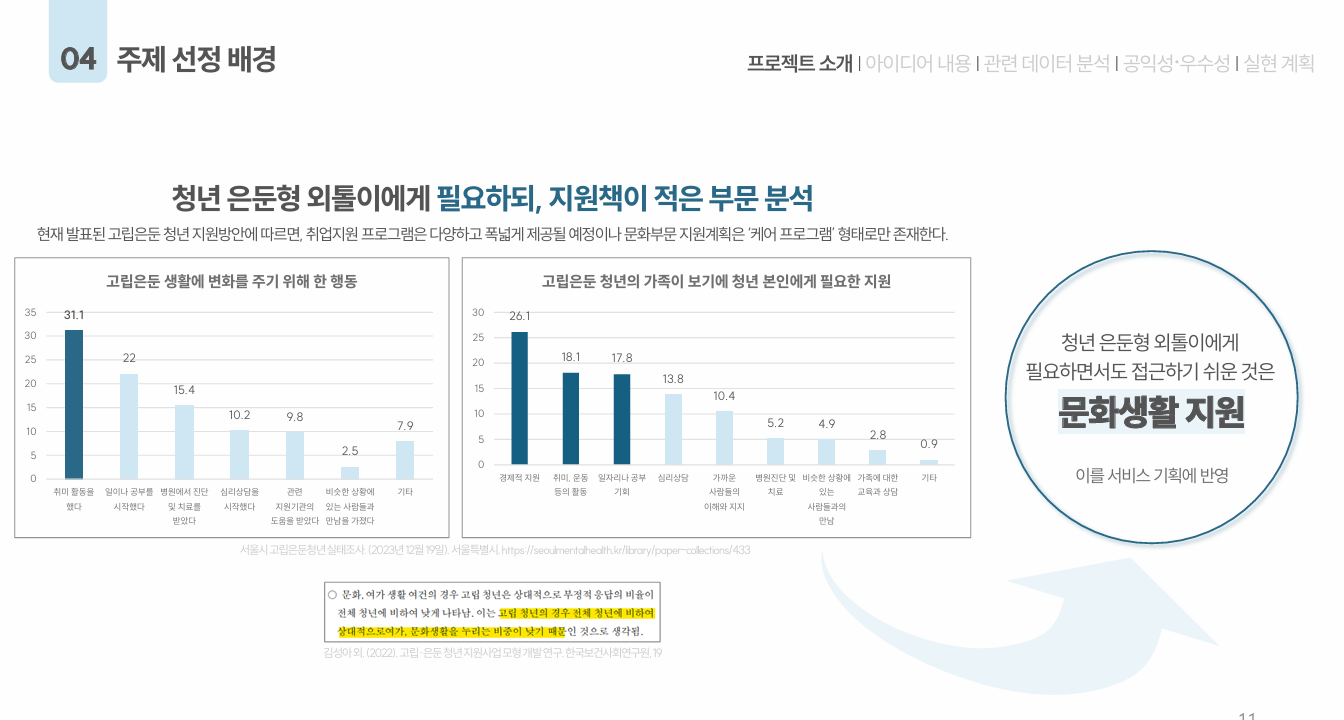 04 주제 선정 배경
프로젝트 소개 | 아이디어 내용 | 관련 데이터 분석 | 공익성·우수성 | 실현 계획
청년 은둔형 외톨이에게 필요하되, 지원책이 적은 부문 분석
현재 발표된 고립은둔 청년 지원방안에 따르면, 취업지원 프로그램은 다양하고 폭넓게 제공될 예정이나 문화부문 지원계획은 '케어 프로그램' 형태로만 존재한다.
고립은둔 생활에 변화를 주기 위해 한 행동
35
30
25
20
15
10
5
0
31.1
22
15.4
10.2
9.8
2.5
7.9
취미 활동을
했다
일이나 공부를
시작했다
병원에서 진단
및 치료를
받았다
심리상담을
시작했다
관련
지원기관의
도움을 받았다
비슷한 상황에
있는 사람들과
만남을 가졌다
기타
고립은둔 청년의 가족이 보기에 청년 본인에게 필요한 지원
30
25
20
15
10
5
0
26.1
18.1
17.8
13.8
10.4
5.2
4.9
2.8
0.9
경제적 지원
취미, 운동
등의 활동
일자리나 공부
기회
심리상담
가까운
사람들의
이해와 지지
병원진단 및
치료
비슷한 상황에
있는
사람들과의
만남
가족에 대한
교육과 상담
기타
서울시 고립은둔청년 실태조사. (2023년 12월 19일). 서울특별시. https://seoulmentalhealth.kr/library/paper-collections/433
○ 문화, 여가 생활 여건의 경우 고립 청년은 상대적으로 부정적 응답의 비율이
전체 청년에 비하여 낮게 나타남. 이는 고립 청년의 경우 전체 청년에 비하여
상대적으로여가, 문화생활을 누리는 비중이 낮기 때문인 것으로 생각됨.
김성아 외, (2022). 고립·은둔 청년 지원사업 모형 개발 연구. 한국보건사회연구원, 19
청년 은둔형 외톨이에게
필요하면서도 접근하기 쉬운 것은
문화생활 지원
이를 서비스 기획에 반영
11